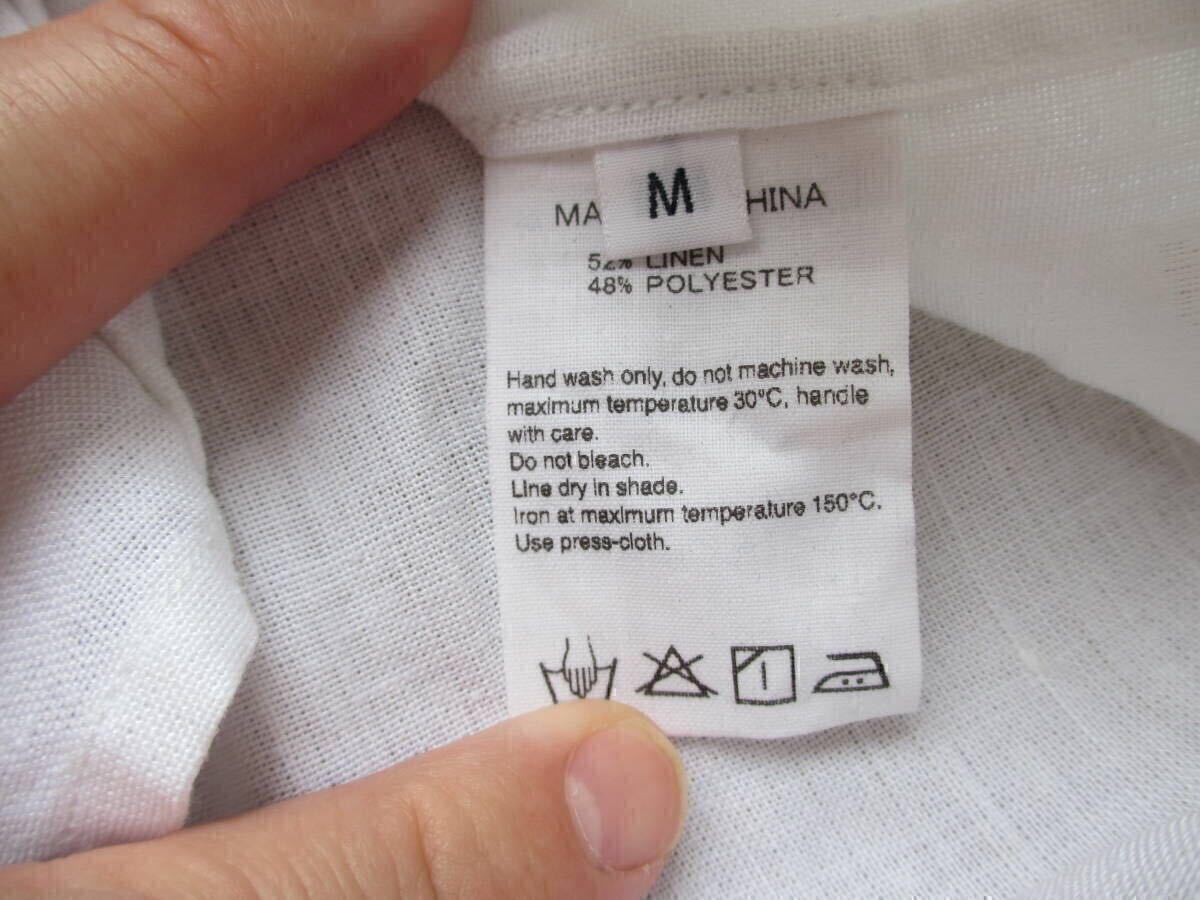 M
MA HINA
52% LINEN
48% POLYESTER
Hand wash only, do not machine wash,
maximum temperature 30°C, handle
with care.
Do not bleach.
Line dry in shade.
Iron at maximum temperature 150°C.
Use press-cloth.